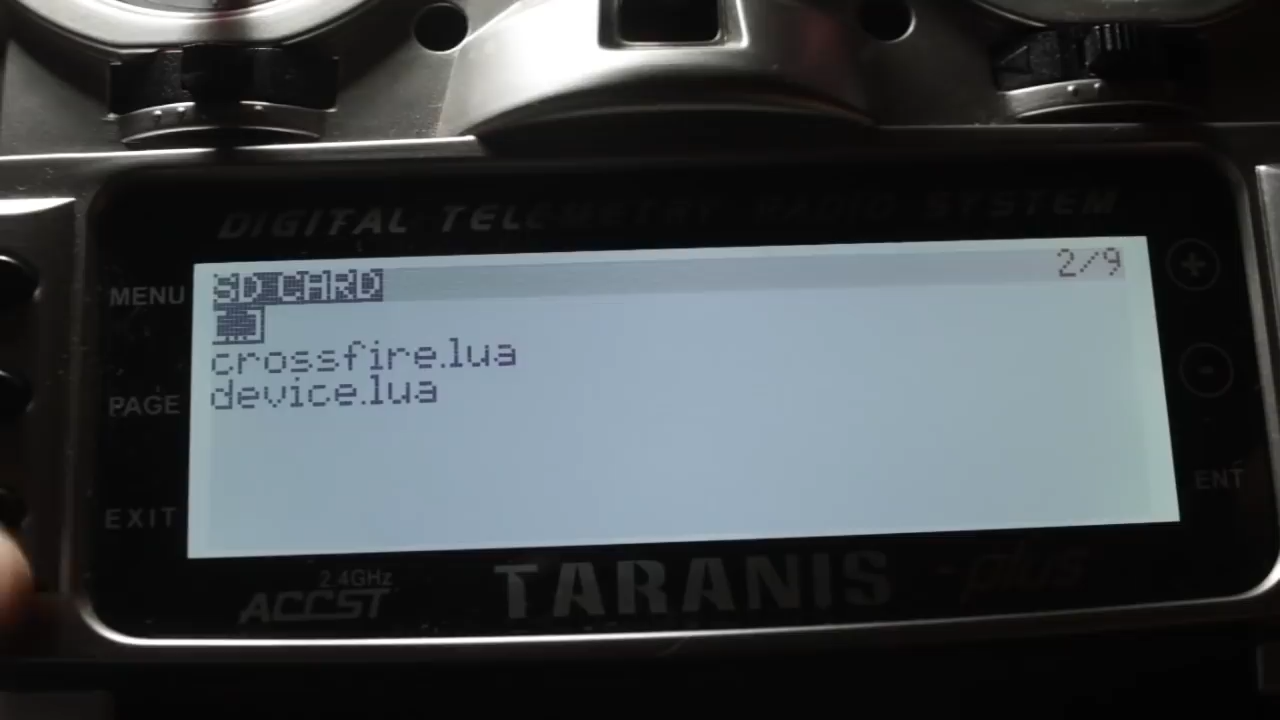 DIGITAL TELEMETRY RADIO SYSTEM
SD CARD 2/9
crossfire.lua
device.lua
MENU
PAGE
EXIT
+
-
ENT
2.4GHz
ACCST
TARANIS plus